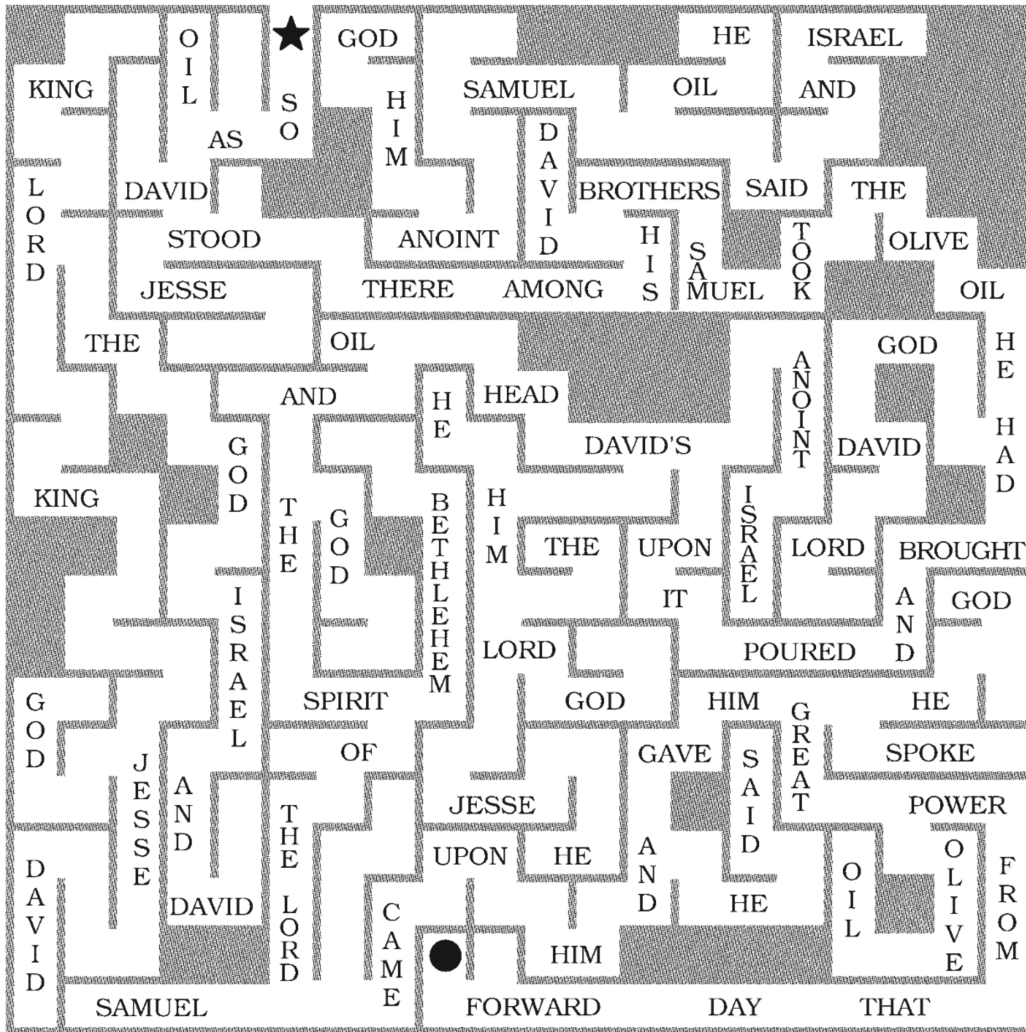 OIL
GOD
HE
ISRAEL
KING
SAMUEL
OIL
AND
SO
HIM
AS
DAVID
LORD
DAVID
BROTHERS
SAID
THE
STOOD
ANOINT
HIS
SAMUEL
TOOK
OLIVE
JESSE
THERE
AMONG
OIL
THE
OIL
GOD
HE
ANOINT
AND
HE
HEAD
HAD
GOD
DAVID'S
DAVID
KING
THE
GOD
BETHLEHEM
HIM
ISRAEL
THE
UPON
LORD
BROUGHT
ISRAEL
IT
AND
GOD
LORD
POURED
GOD
SPIRIT
GOD
HIM
GREAT
HE
JESSE
AND
OF
GAVE
SAID
SPOKE
THE LORD
JESSE
POWER
UPON
HE
AND
OIL
OLIVE
FROM
DAVID
DAVID
CAME
HE
HIM
SAMUEL
FORWARD
DAY
THAT